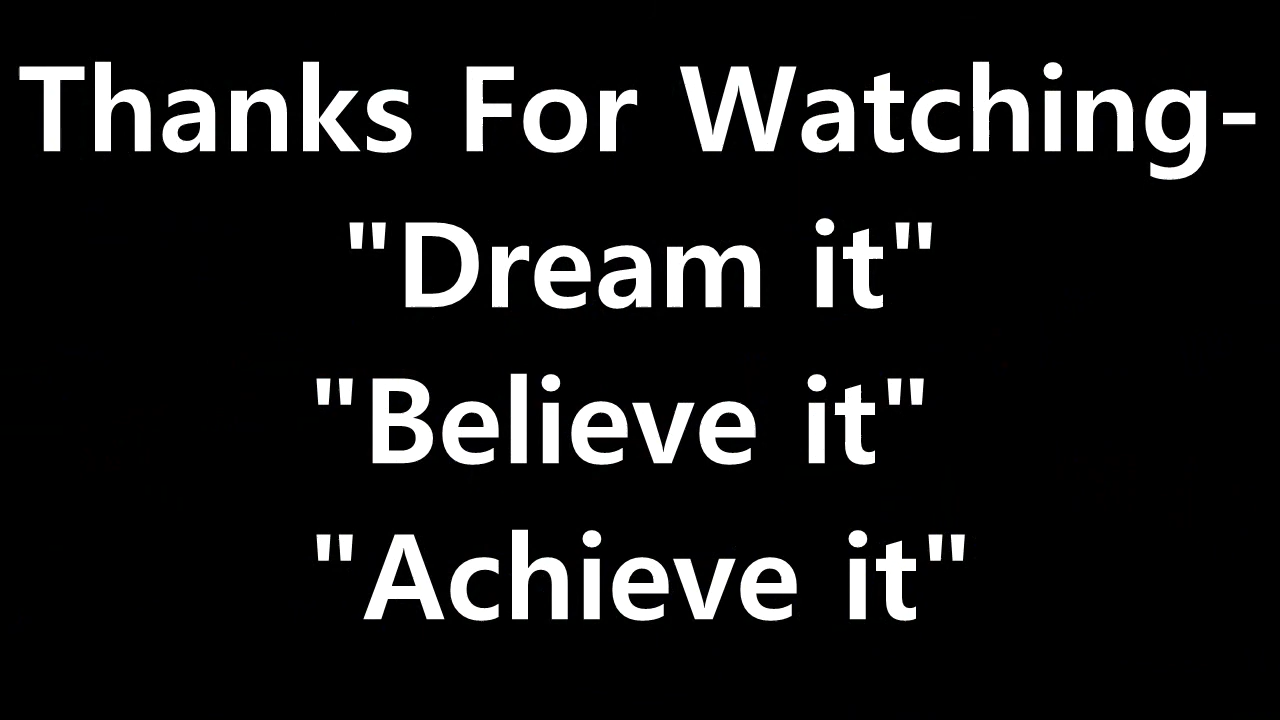 Thanks For Watching-
"Dream it"
"Believe it"
"Achieve it"